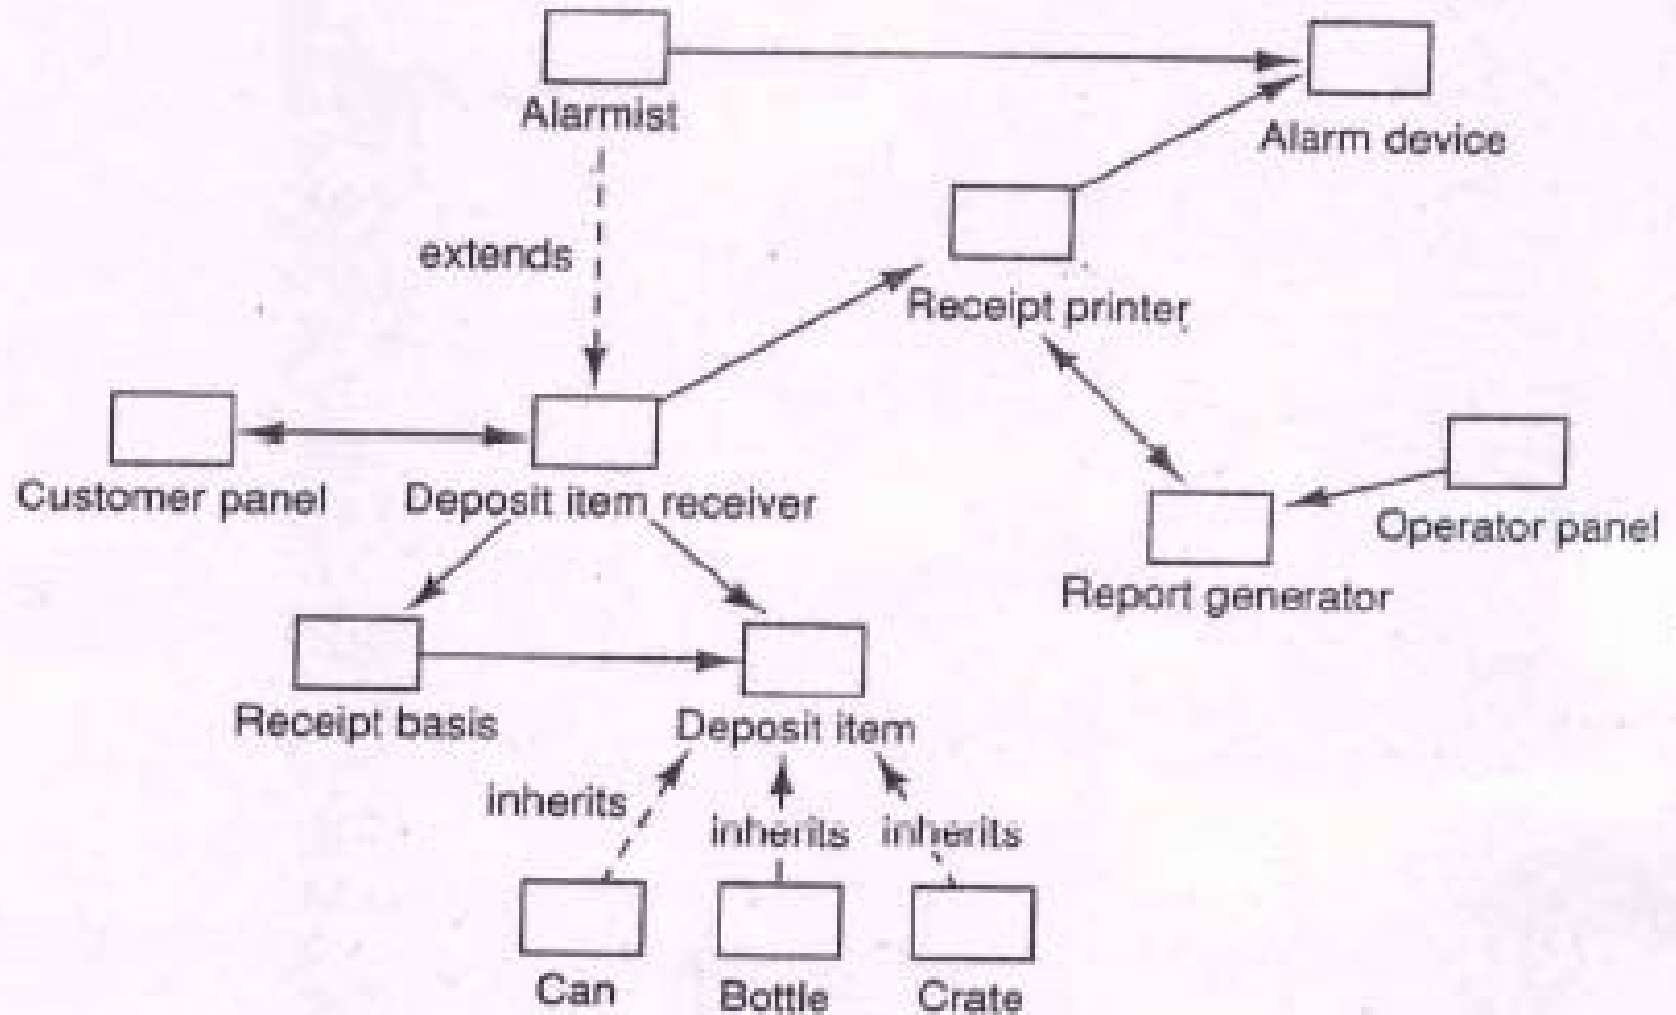 Alarmist
Alarm device
extends
Receipt printer
Customer panel
Deposit item receiver
Operator panel
Report generator
Receipt basis
Deposit item
inherits
inherits
inherits
Can
Bottle
Crate